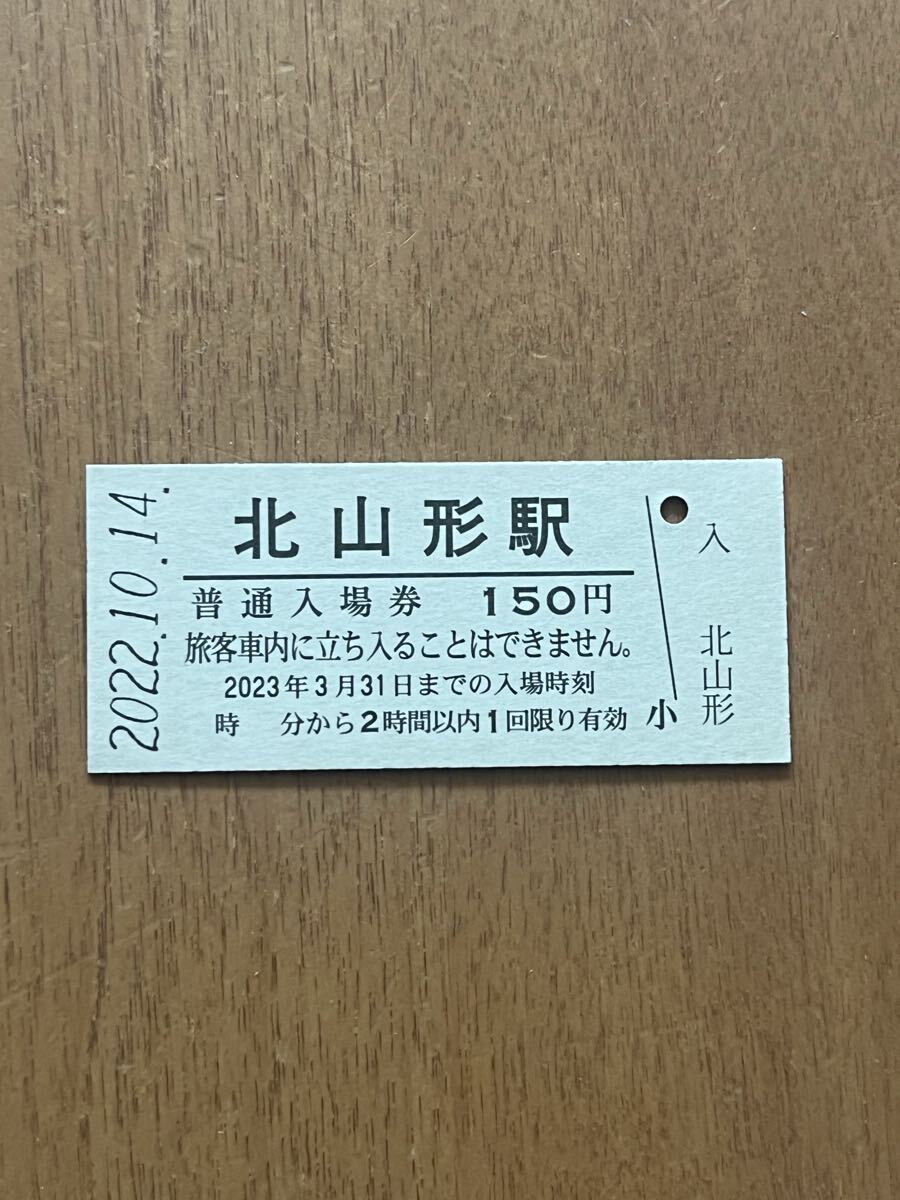 2022.10.14.
北山形駅
普通入場券 150円
旅客車内に立ち入ることはできません。
2023年3月31日までの入場時刻
時 分から2時間以内1回限り有効
小
入
北山形